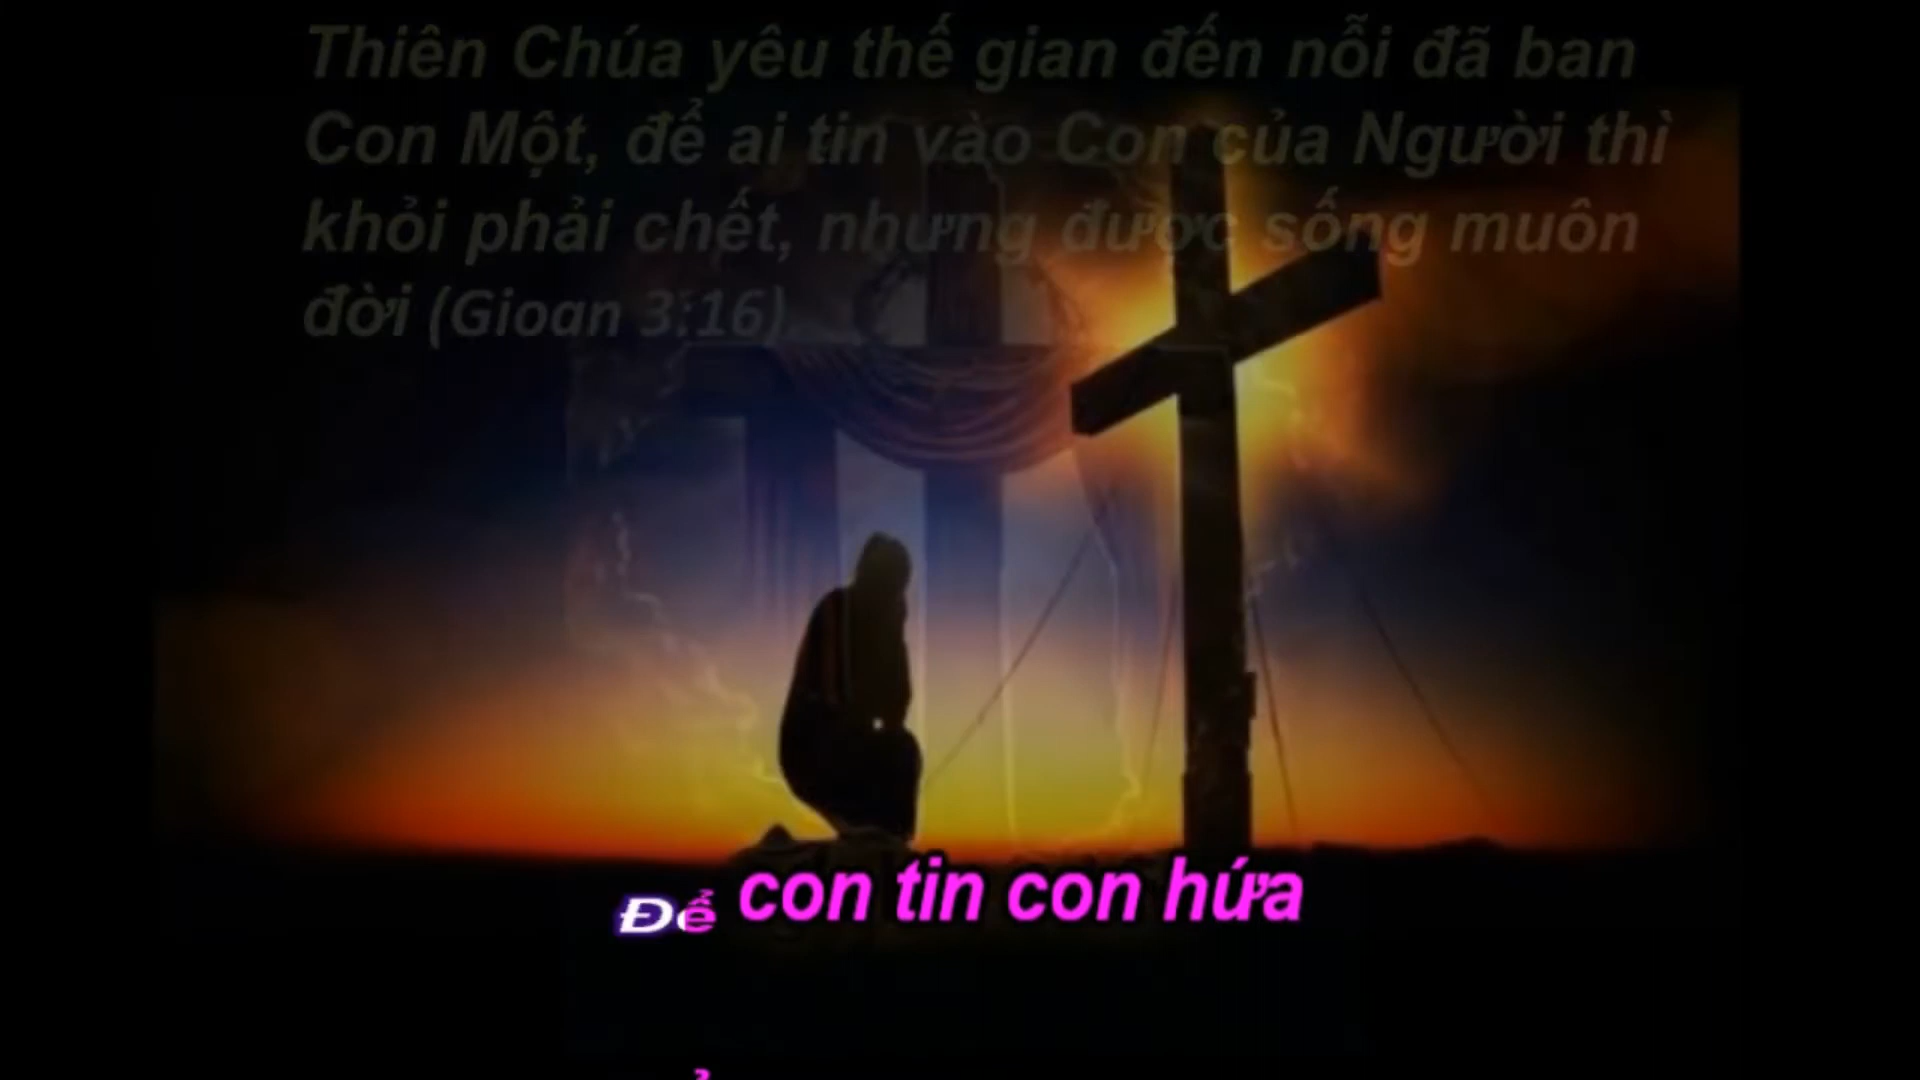 Thiên Chúa yêu thế gian đến nỗi đã ban
Con Một, để ai tin vào Con của Người thì
khỏi phải chết, nhưng được sống muôn
đời (Gioan 3:16)
Để con tin con hứa